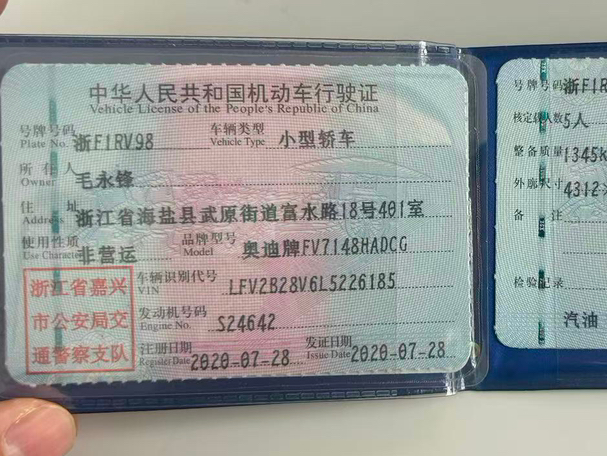 中华人民共和国机动车行驶证
Vehicle License of the People's Republic of China
号牌号码 浙F1RV98 车辆类型 小型轿车
Plate No. Vehicle Type
所有人 毛永锋
Owner
住址 浙江省海盐县武原街道富水路18号401室
Address
使用性质 非营运 品牌型号 奥迪牌FV7148HADCG
Use Character Model
浙江省嘉兴
市公安局交
通警察支队
车辆识别代号 LFV2B28V6L5226185
VIN
发动机号码 S24642
Engine No.
注册日期 2020-07-28 发证日期 2020-07-28
Register Date Issue Date
号牌号码 浙F1R
核定载人数 5人
整备质量 1345k
外廓尺寸 4312
备注
检验记录
汽油